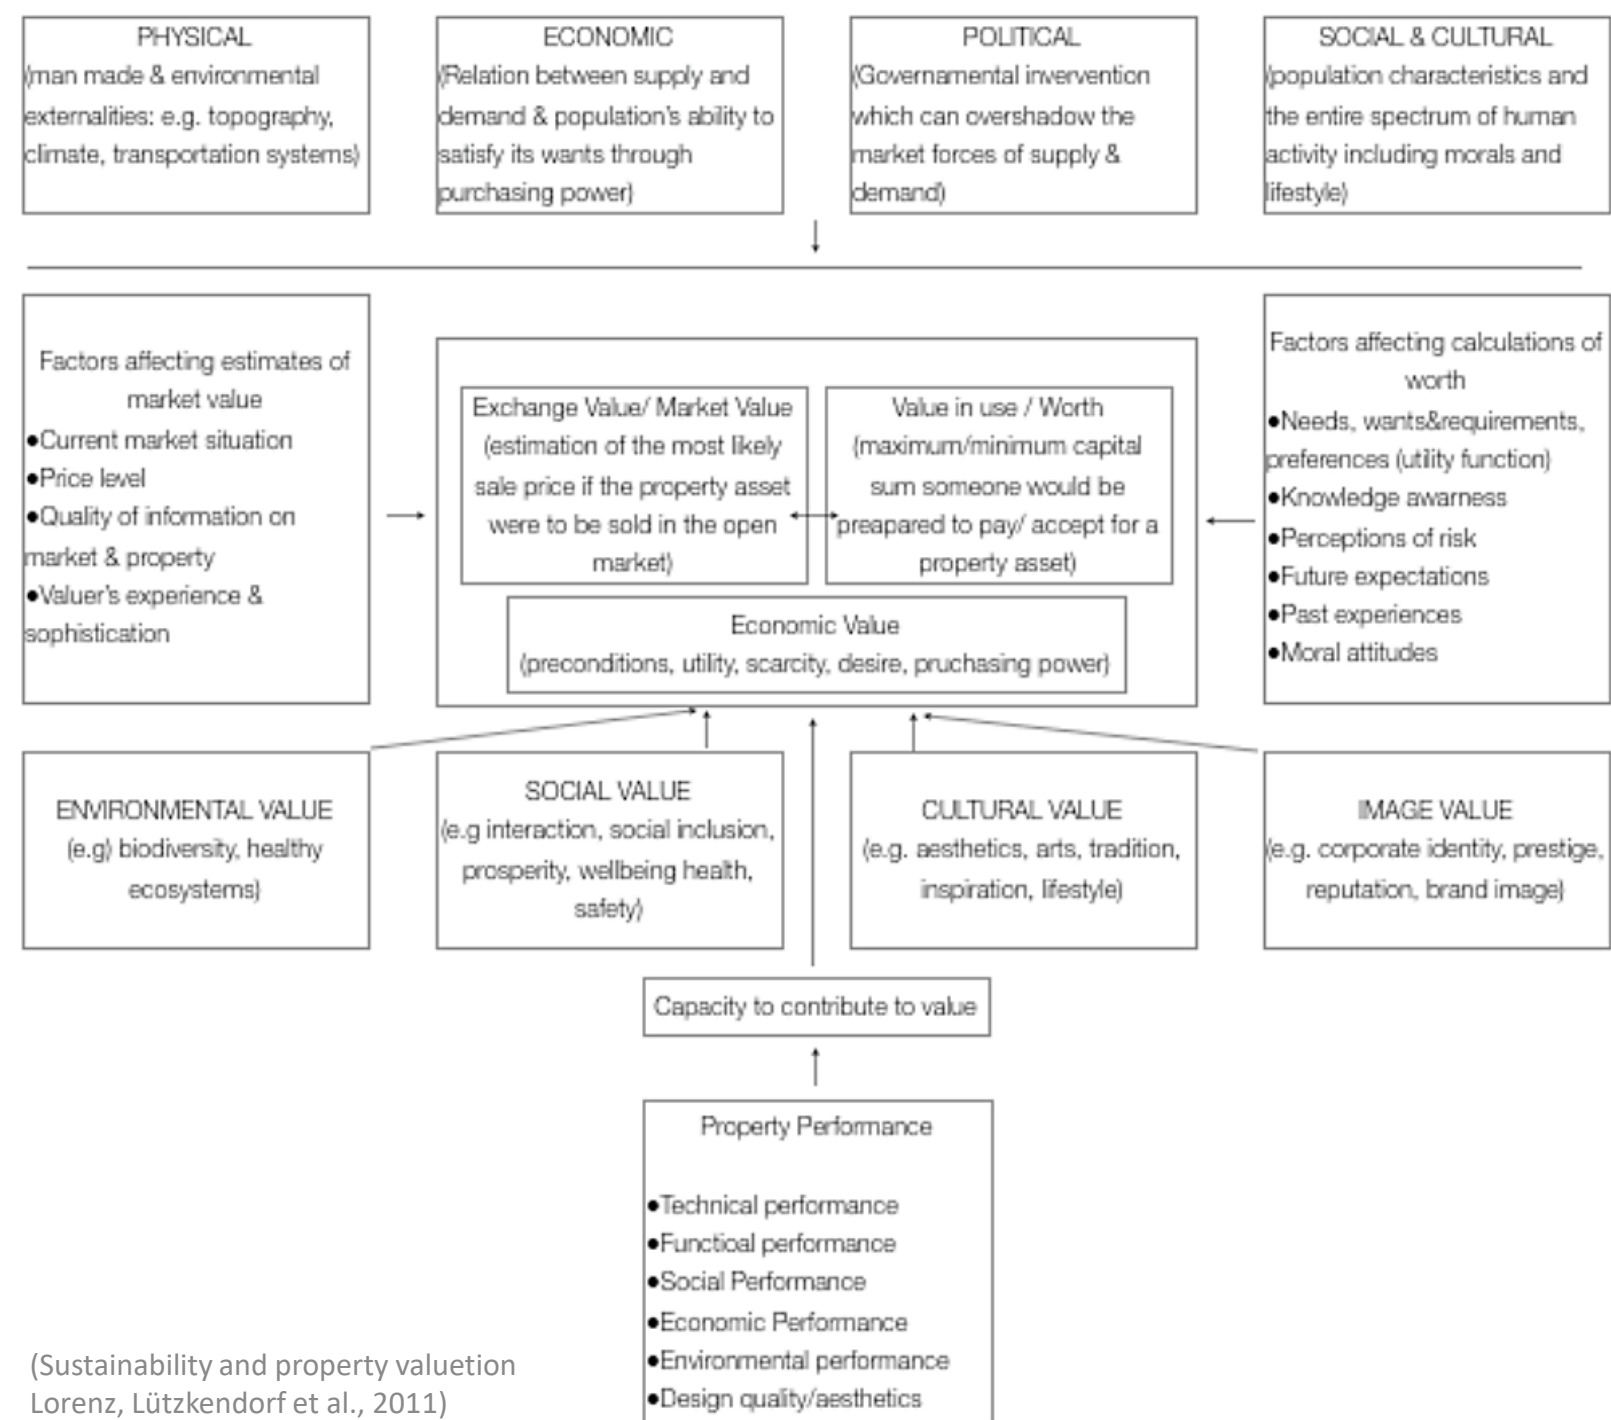 PHYSICAL
(man made & environmental
externalities: e.g. topography,
climate, transportation systems)
ECONOMIC
(Relation between supply and
demand & population's ability to
satisfy its wants through
purchasing power)
POLITICAL
(Governamental invervention
which can overshadow the
market forces of supply &
demand)
SOCIAL & CULTURAL
(population characteristics and
the entire spectrum of human
activity including morals and
lifestyle)
Factors affecting estimates of
market value
●Current market situation
●Price level
●Quality of information on
market & property
●Valuer's experience &
sophistication
Exchange Value/ Market Value
(estimation of the most likely
sale price if the property asset
were to be sold in the open
market)
Value in use / Worth
(maximum/minimum capital
sum someone would be
preapared to pay/ accept for a
property asset)
Economic Value
(preconditions, utility, scarcity, desire, pruchasing power)
Factors affecting calculations of
worth
●Needs, wants&requirements,
preferences (utility function)
●Knowledge awarness
●Perceptions of risk
●Future expectations
●Past experiences
●Moral attitudes
ENVIRONMENTAL VALUE
(e.g) biodiversity, healthy
ecosystems)
SOCIAL VALUE
(e.g interaction, social inclusion,
prosperity, wellbeing health,
safety)
CULTURAL VALUE
(e.g. aesthetics, arts, tradition,
inspiration, lifestyle)
IMAGE VALUE
(e.g. corporate identity, prestige,
reputation, brand image)
Capacity to contribute to value
Property Performance
●Technical performance
●Functioal performance
●Social Performance
●Economic Performance
●Environmental performance
●Design quality/aesthetics
(Sustainability and property valuetion
Lorenz, Lützkendorf et al., 2011)